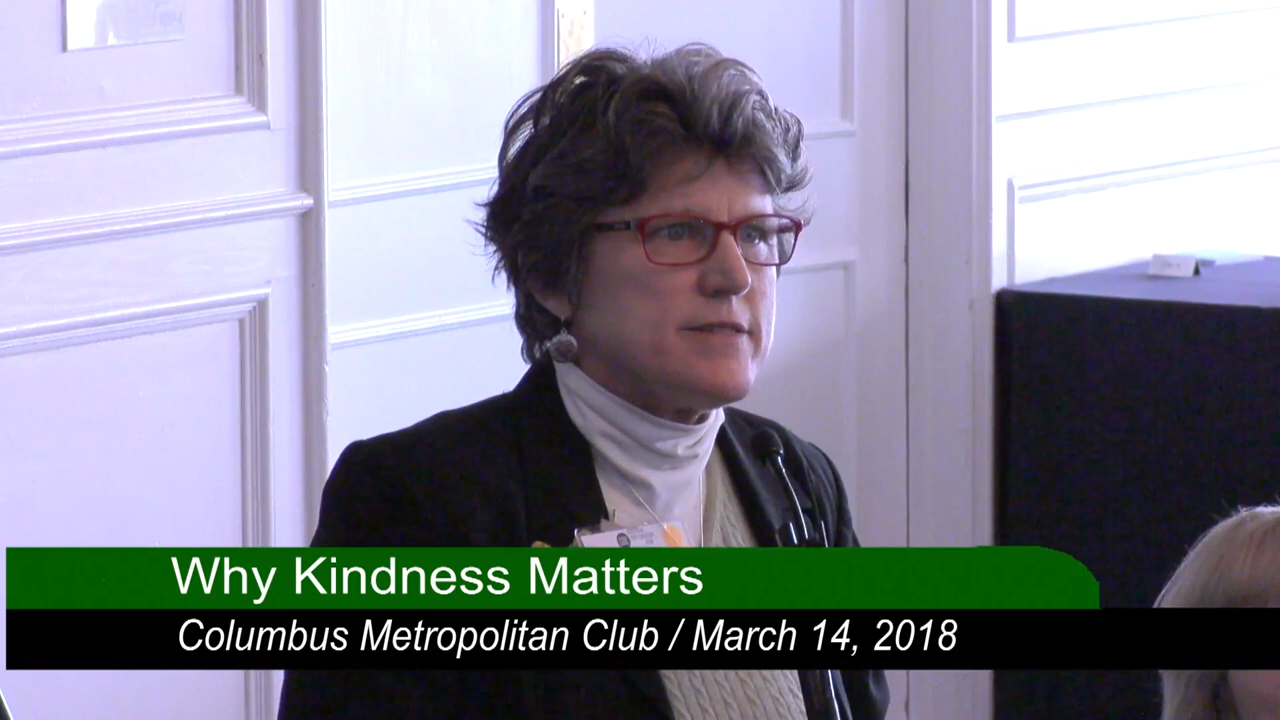 Why Kindness Matters
Columbus Metropolitan Club / March 14, 2018